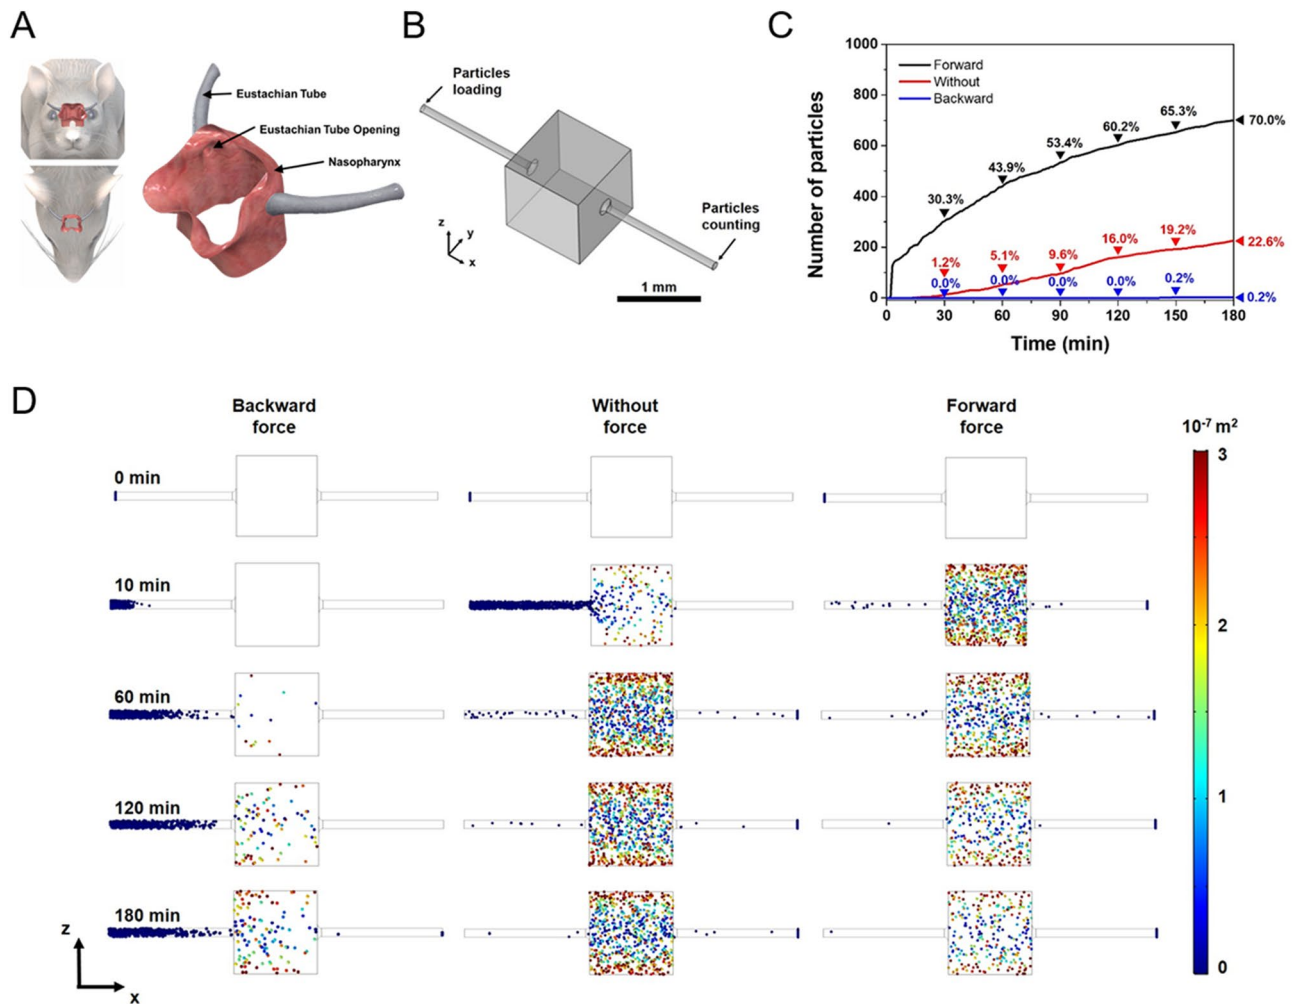 A
Eustachian Tube
Eustachian Tube Opening
Nasopharynx
B
Particles
loading
Particles
counting
z
y
x
1 mm
C
Number of particles
1000
800
600
400
200
0
Forward
Without
Backward
30.3%
43.9%
53.4%
60.2%
65.3%
70.0%
1.2%
5.1%
9.6%
16.0%
19.2%
22.6%
0.0%
0.0%
0.0%
0.0%
0.2%
0.2%
0
30
60
90
120
150
180
Time (min)
D
Backward
force
Without
force
Forward
force
10⁻⁷ m²
3
2
1
0
0 min
10 min
60 min
120 min
180 min
z
x